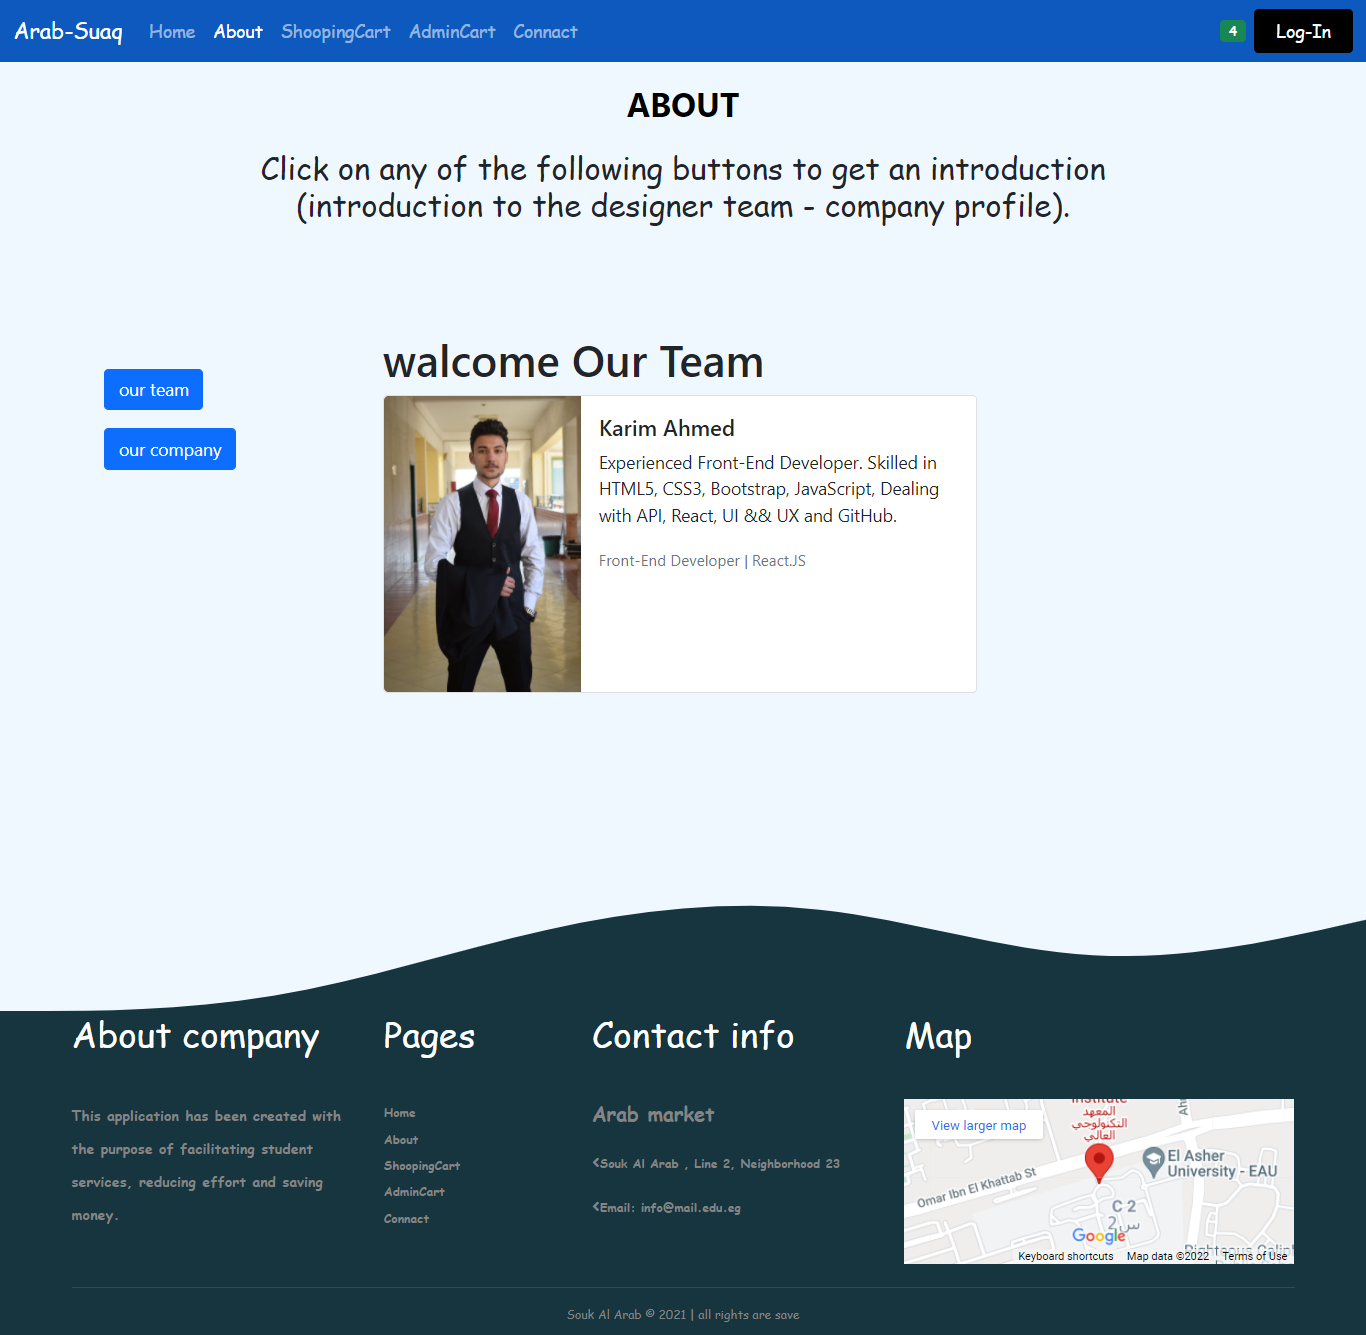 Arab-Suaq Home About ShoopingCart AdminCart Connact 4 Log-In
ABOUT
Click on any of the following buttons to get an introduction
(introduction to the designer team - company profile).
our team
our company
walcome Our Team
Karim Ahmed
Experienced Front-End Developer. Skilled in
HTML5, CSS3, Bootstrap, JavaScript, Dealing
with API, React, UI && UX and GitHub.
Front-End Developer | React.JS
About company
This application has been created with
the purpose of facilitating student
services, reducing effort and saving
money.
Pages
Home
About
ShoopingCart
AdminCart
Connact
Contact info
Arab market
<Souk Al Arab , Line 2, Neighborhood 23
<Email: info@mail.edu.eg
Map
View larger map
Institute
المعهد
التكنولوجي
العالي
El Asher
University - EAU
Omar Ibn El Khattab St
C 2
س 2
Google
Keyboard shortcuts Map data ©2022 Terms of Use
Souk Al Arab © 2021 | all rights are save